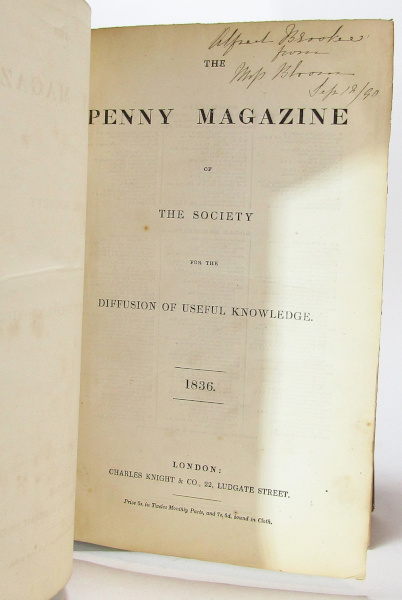 Alfred Brooker
from
Miss Bloom
Sep 18/90
THE
PENNY MAGAZINE
OF
THE SOCIETY
FOR THE
DIFFUSION OF USEFUL KNOWLEDGE.
1836.
LONDON:
CHARLES KNIGHT & CO., 22, LUDGATE STREET.
Price 5s. in Twelve Monthly Parts, and 7s. 6d. bound in Cloth.